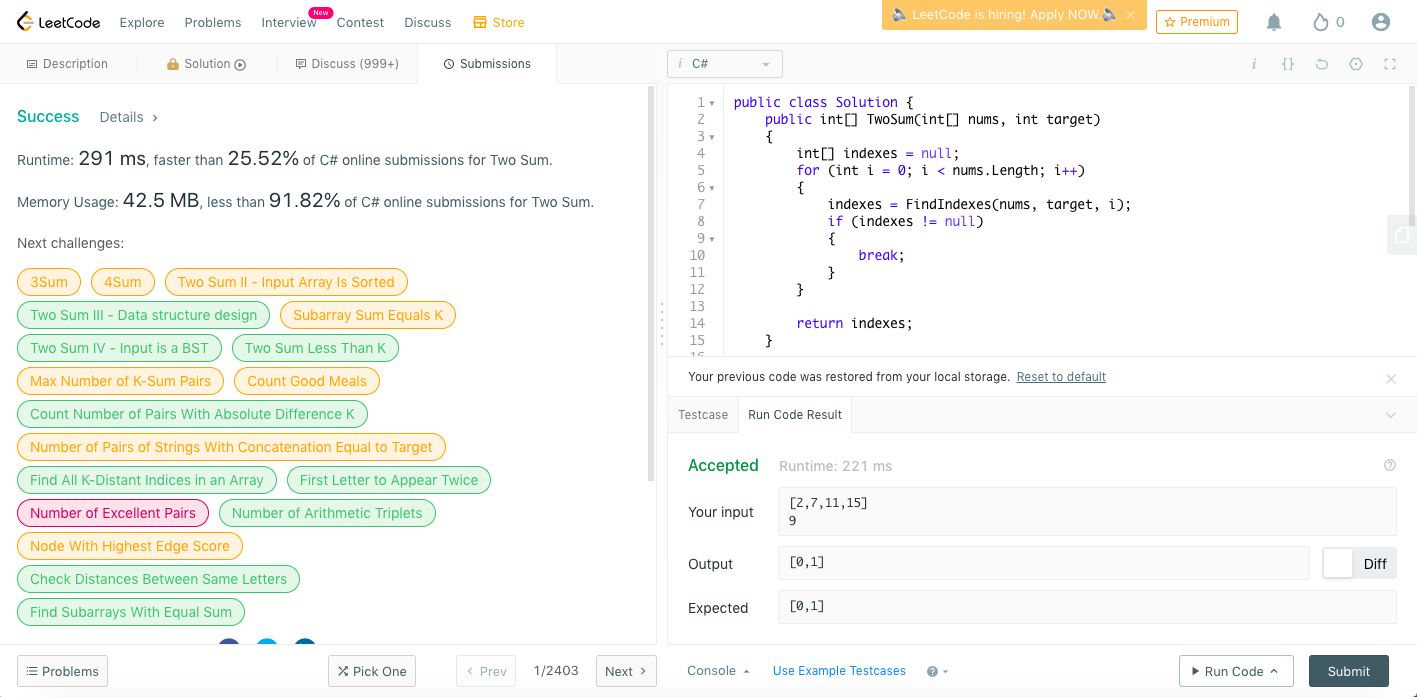 LeetCode Explore Problems Interview New Contest Discuss Store LeetCode is hiring! Apply NOW. × Premium 0
Description Solution Discuss (999+) Submissions i C# i {}
Success Details >
Runtime: 291 ms, faster than 25.52% of C# online submissions for Two Sum.
Memory Usage: 42.5 MB, less than 91.82% of C# online submissions for Two Sum.
Next challenges:
3Sum 4Sum Two Sum II - Input Array Is Sorted
Two Sum III - Data structure design Subarray Sum Equals K
Two Sum IV - Input is a BST Two Sum Less Than K
Max Number of K-Sum Pairs Count Good Meals
Count Number of Pairs With Absolute Difference K
Number of Pairs of Strings With Concatenation Equal to Target
Find All K-Distant Indices in an Array First Letter to Appear Twice
Number of Excellent Pairs Number of Arithmetic Triplets
Node With Highest Edge Score
Check Distances Between Same Letters
Find Subarrays With Equal Sum
Problems Pick One < Prev 1/2403 Next >
1 public class Solution {
2 public int[] TwoSum(int[] nums, int target)
3 {
4 int[] indexes = null;
5 for (int i = 0; i < nums.Length; i++)
6 {
7 indexes = FindIndexes(nums, target, i);
8 if (indexes != null)
9 {
10 break;
11 }
12 }
13
14 return indexes;
15 }
Your previous code was restored from your local storage. Reset to default
Testcase Run Code Result
Accepted Runtime: 221 ms
Your input [2,7,11,15]
9
Output [0,1] Diff
Expected [0,1]
Console Use Example Testcases ? Run Code Submit